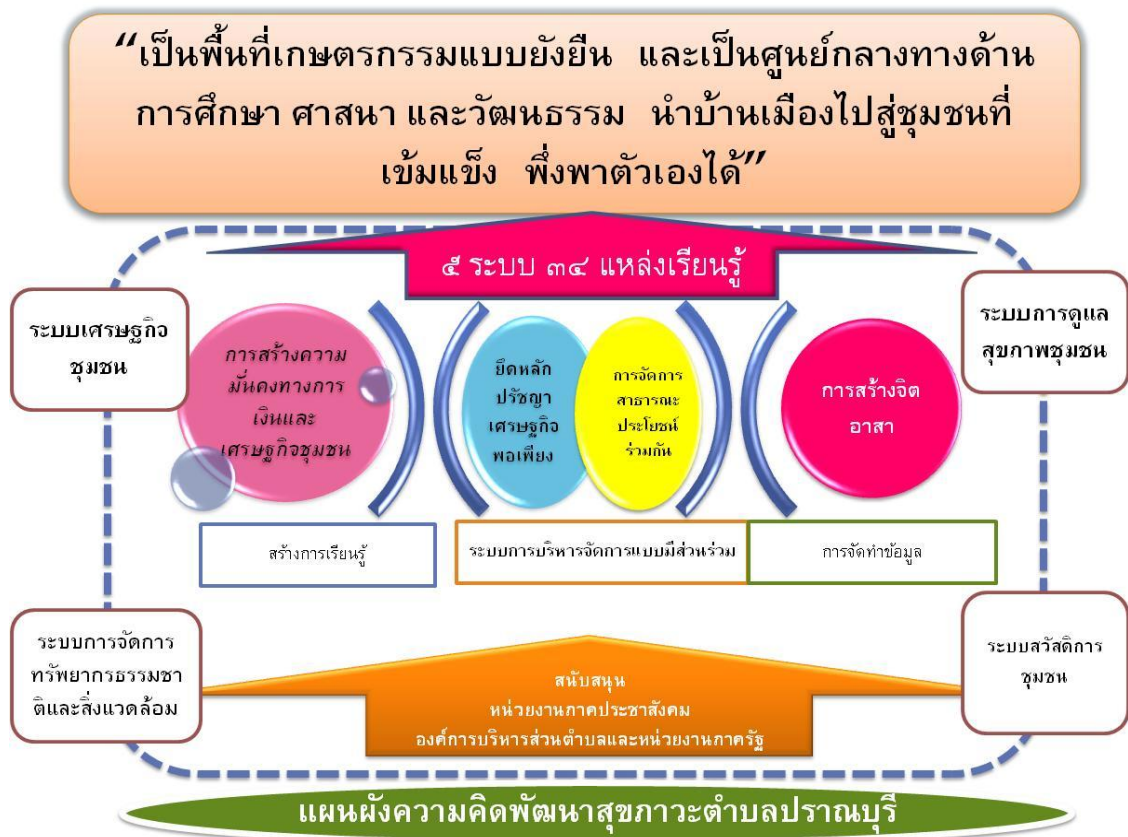 “เป็นพื้นที่เกษตรกรรมแบบยั่งยืน และเป็นศูนย์กลางทางด้าน
การศึกษา ศาสนา และวัฒนธรรม นำบ้านเมืองไปสู่ชุมชนที่
เข้มแข็ง พึ่งพาตัวเองได้”
๕ ระบบ ๓๔ แหล่งเรียนรู้
ระบบเศรษฐกิจ
ชุมชน
การสร้างความ
มั่นคงทางการ
เงินและ
เศรษฐกิจชุมชน
ยึดหลัก
ปรัชญา
เศรษฐกิจ
พอเพียง
การจัดการ
สาธารณะ
ประโยชน์
ร่วมกัน
การสร้างจิต
อาสา
ระบบการดูแล
สุขภาพชุมชน
สร้างการเรียนรู้
ระบบการบริหารจัดการแบบมีส่วนร่วม
การจัดทำข้อมูล
ระบบการจัดการ
ทรัพยากรธรรมชา
ติและสิ่งแวดล้อม
สนับสนุน
หน่วยงานภาคประชาสังคม
องค์การบริหารส่วนตำบลและหน่วยงานภาครัฐ
ระบบสวัสดิการ
ชุมชน
แผนผังความคิดพัฒนาสุขภาวะตำบลปราณบุรี